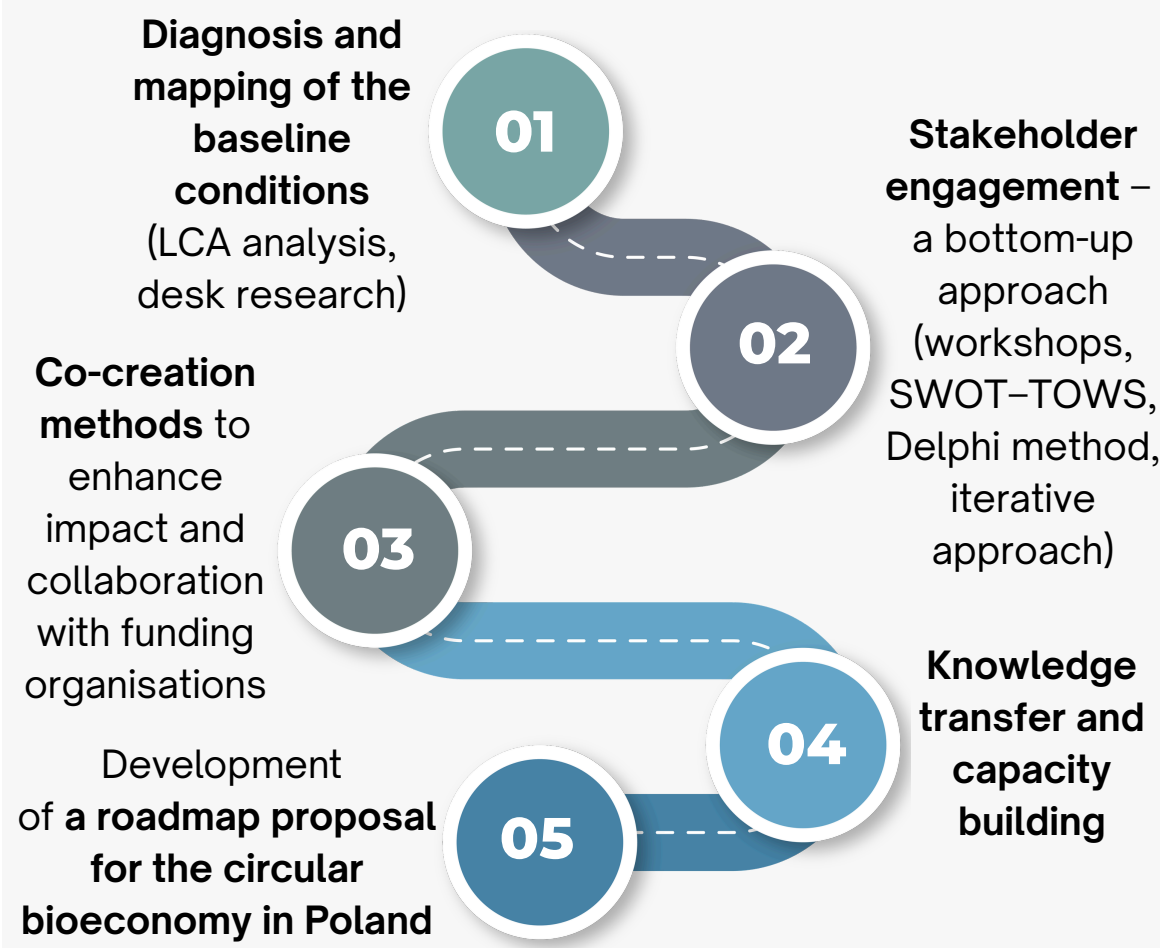 Diagnosis and
mapping of the
baseline
conditions
(LCA analysis,
desk research)
01
Stakeholder
engagement –
a bottom-up
approach
(workshops,
SWOT–TOWS,
Delphi method,
iterative
approach)
02
Co-creation
methods to
enhance
impact and
collaboration
with funding
organisations
03
Knowledge
transfer and
capacity
building
04
Development
of a roadmap proposal
for the circular
bioeconomy in Poland
05